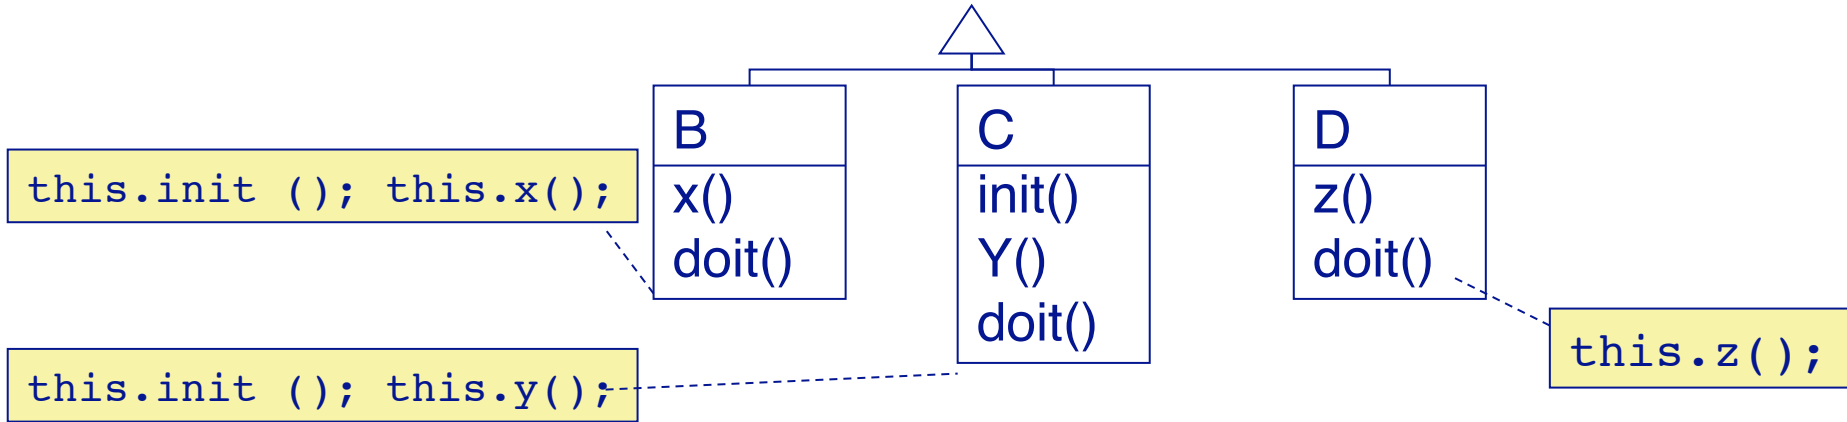 B
x()
doit()
C
init()
Y()
doit()
D
z()
doit()
this.init (); this.x();
this.init (); this.y();
this.z();